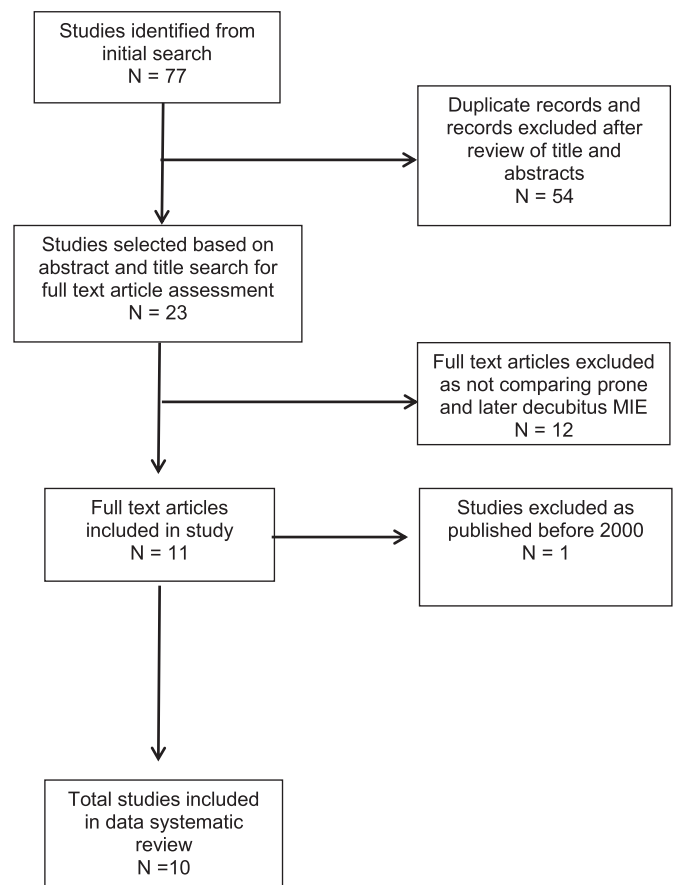 Studies identified from
initial search
N = 77
Duplicate records and
records excluded after
review of title and
abstracts
N = 54
Studies selected based on
abstract and title search for
full text article assessment
N = 23
Full text articles excluded
as not comparing prone
and later decubitus MIE
N = 12
Full text articles
included in study
N = 11
Studies excluded as
published before 2000
N = 1
Total studies included
in data systematic
review
N =10